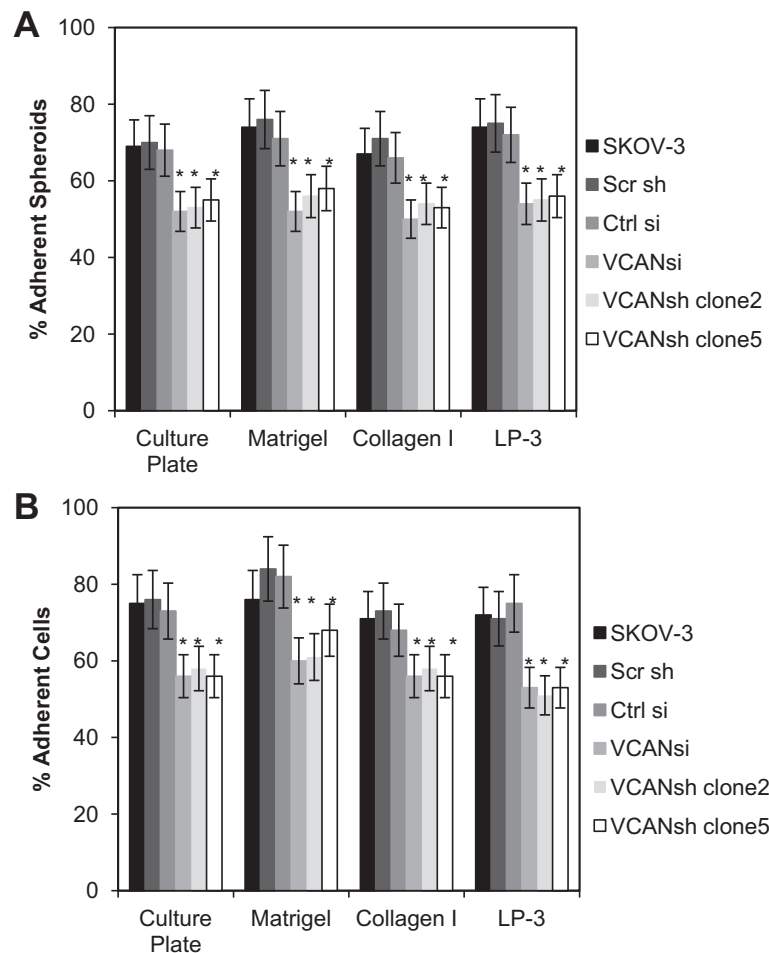 A
% Adherent Spheroids
100
80
60
40
20
0
* * *
* * *
* * *
* * *
Culture Plate
Matrigel
Collagen I
LP-3
SKOV-3
Scr sh
Ctrl si
VCANsi
VCANsh clone2
VCANsh clone5
B
% Adherent Cells
100
80
60
40
20
0
* * *
* * *
* * *
* * *
Culture Plate
Matrigel
Collagen I
LP-3
SKOV-3
Scr sh
Ctrl si
VCANsi
VCANsh clone2
VCANsh clone5